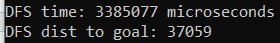 DFS time: 3385077 microseconds
DFS dist to goal: 37059